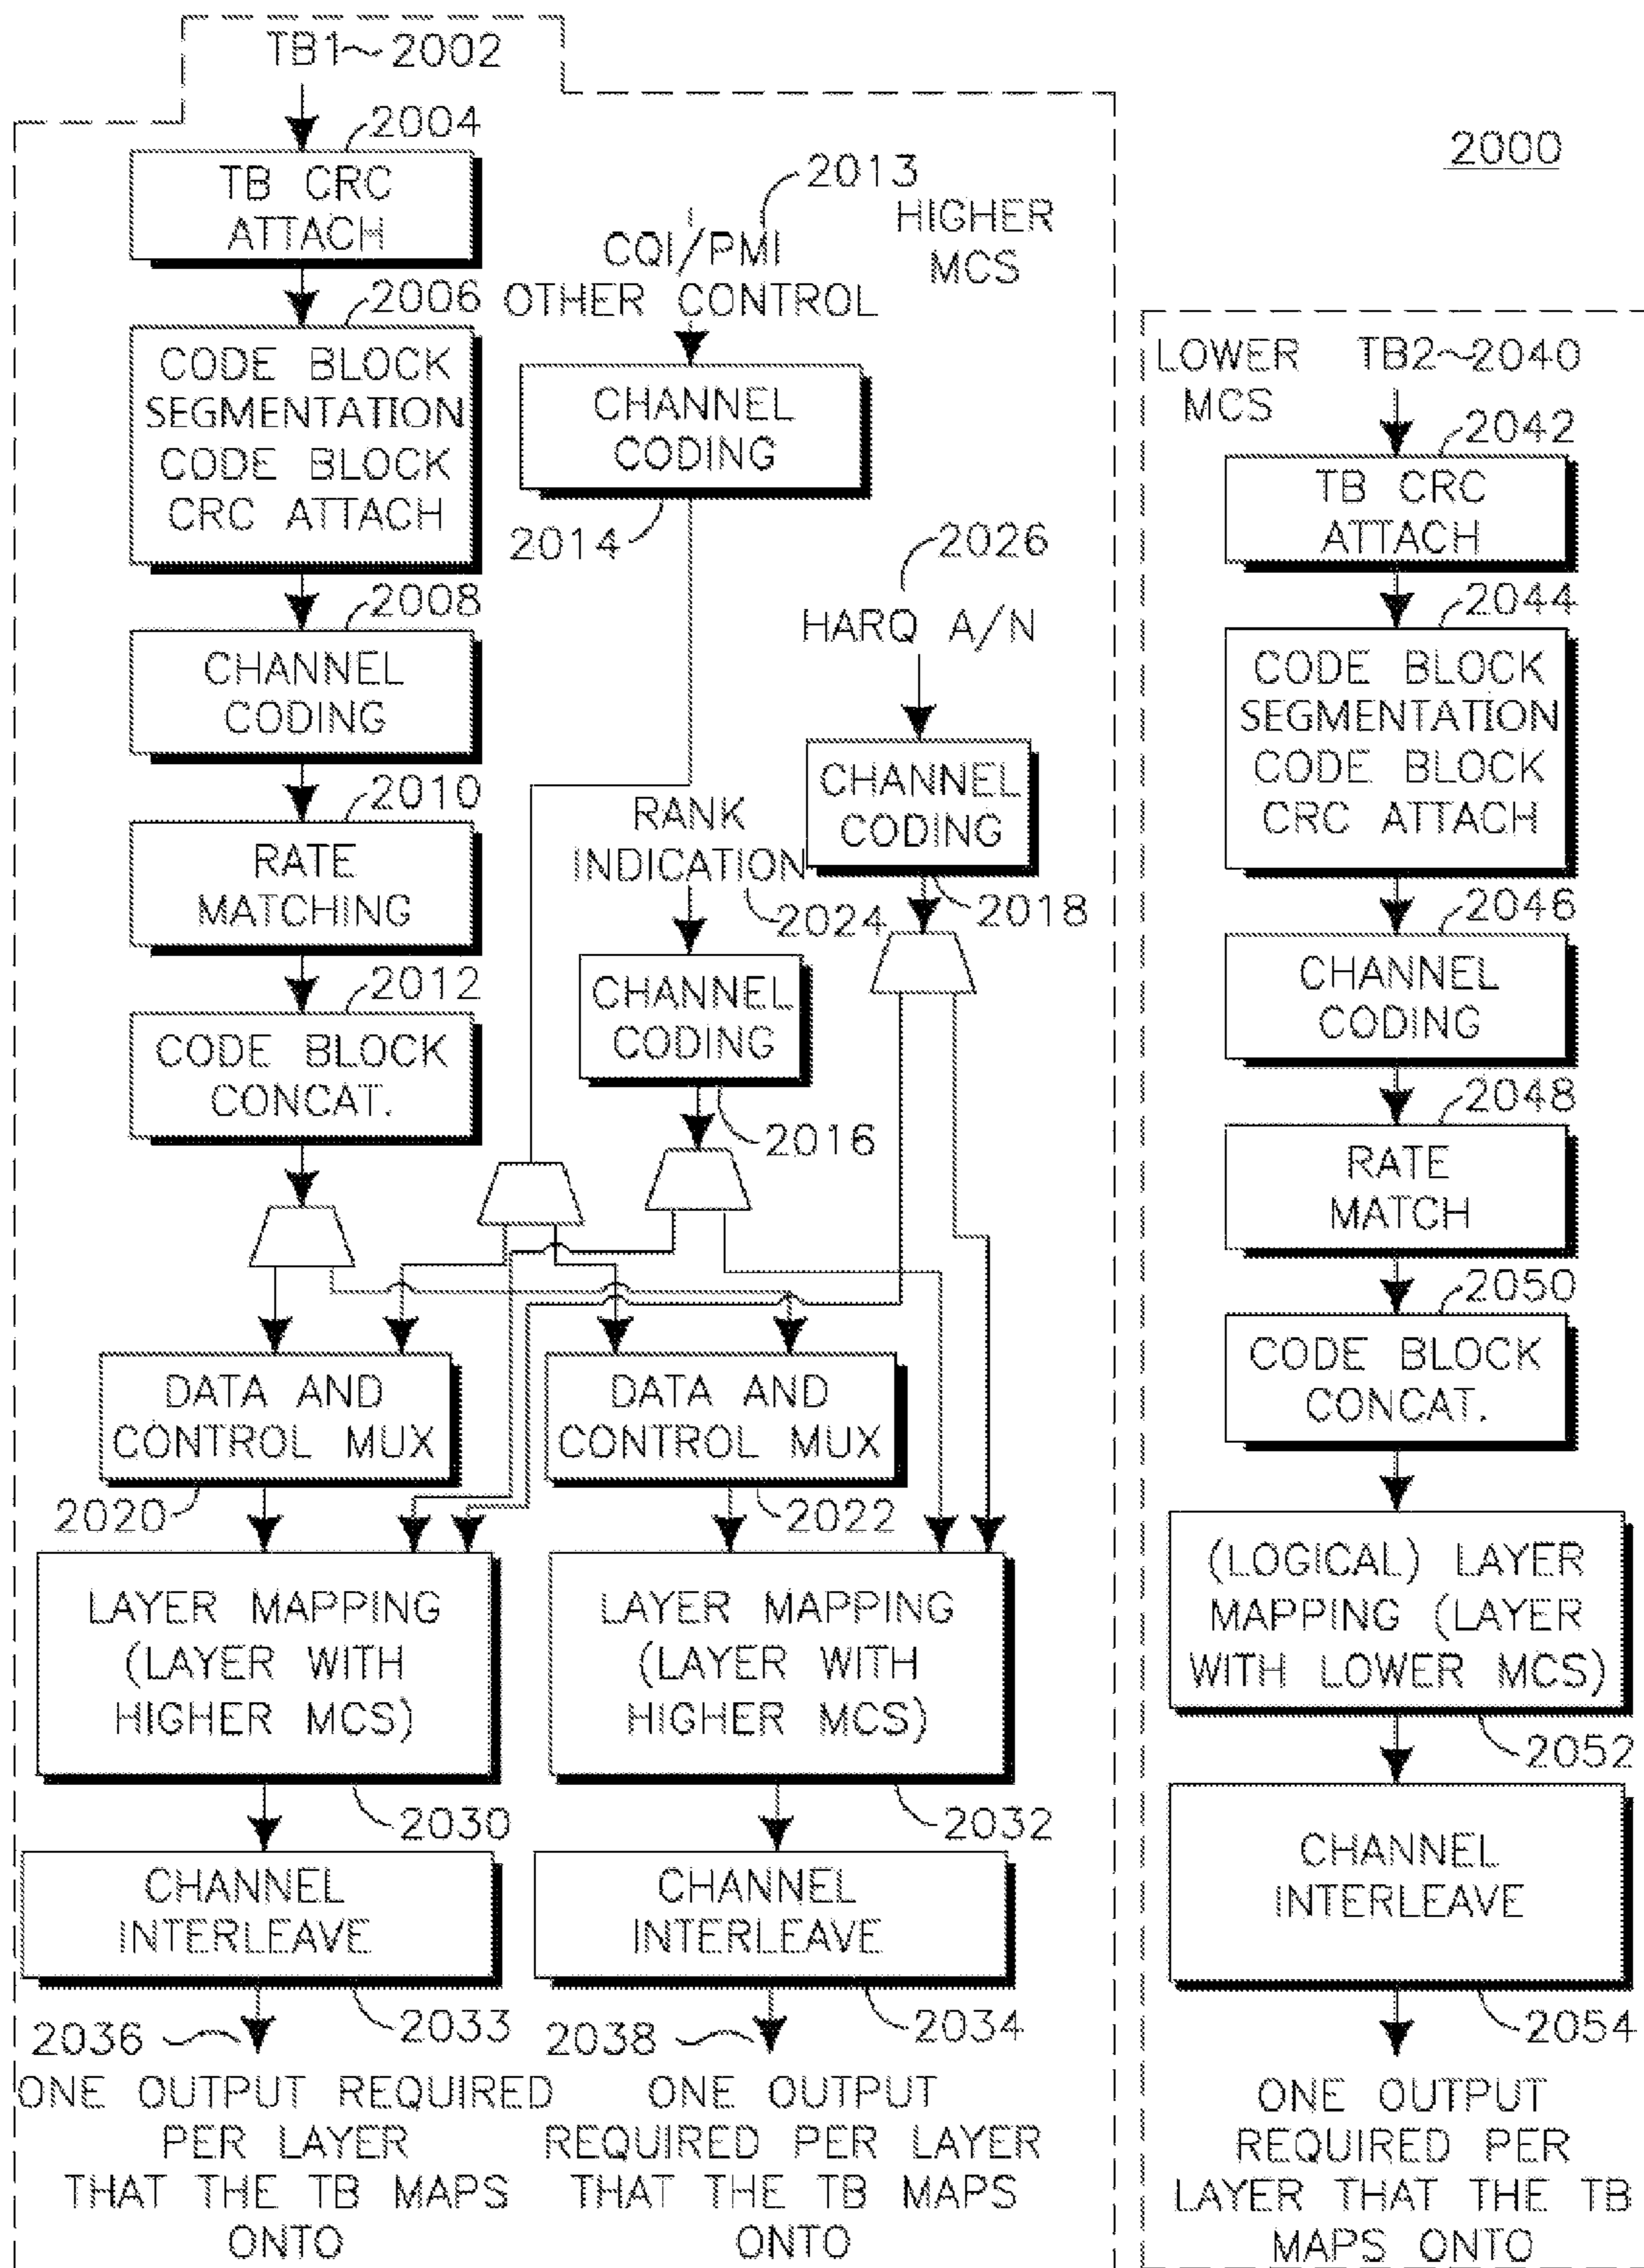 TB1~2002
2004
TB CRC
ATTACH
2006
CODE BLOCK
SEGMENTATION
CODE BLOCK
CRC ATTACH
2008
CHANNEL
CODING
2010
RATE
MATCHING
2012
CODE BLOCK
CONCAT.
2013
CQI/PMI
OTHER CONTROL
HIGHER
MCS
CHANNEL
CODING
2014
2026
HARQ A/N
CHANNEL
CODING
2018
RANK
INDICATION
2024
CHANNEL
CODING
2016
DATA AND
CONTROL MUX
2020
DATA AND
CONTROL MUX
2022
LAYER MAPPING
(LAYER WITH
HIGHER MCS)
2030
LAYER MAPPING
(LAYER WITH
HIGHER MCS)
2032
CHANNEL
INTERLEAVE
2033
CHANNEL
INTERLEAVE
2034
2036
ONE OUTPUT REQUIRED
PER LAYER
THAT THE TB MAPS
ONTO
2038
ONE OUTPUT
REQUIRED PER LAYER
THAT THE TB MAPS
ONTO
2000
LOWER
MCS
TB2~2040
2042
TB CRC
ATTACH
2044
CODE BLOCK
SEGMENTATION
CODE BLOCK
CRC ATTACH
2046
CHANNEL
CODING
2048
RATE
MATCH
2050
CODE BLOCK
CONCAT.
(LOGICAL) LAYER
MAPPING (LAYER
WITH LOWER MCS)
2052
CHANNEL
INTERLEAVE
2054
ONE OUTPUT
REQUIRED PER
LAYER THAT THE TB
MAPS ONTO